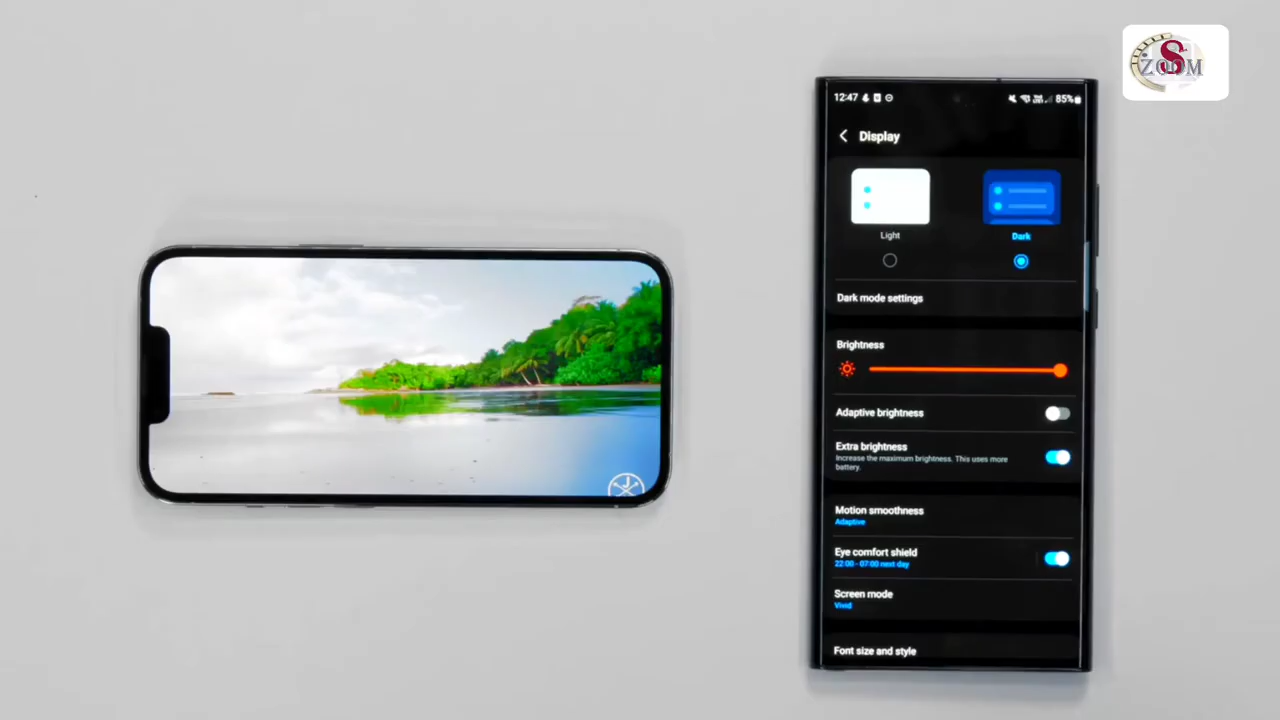 S
ZOOM
12:47
85%
Display
Light
Dark
Dark mode settings
Brightness
Adaptive brightness
Extra brightness
Increase the maximum brightness. This uses more
battery.
Motion smoothness
Adaptive
Eye comfort shield
22:00 - 07:00 next day
Screen mode
Vivid
Font size and style
J